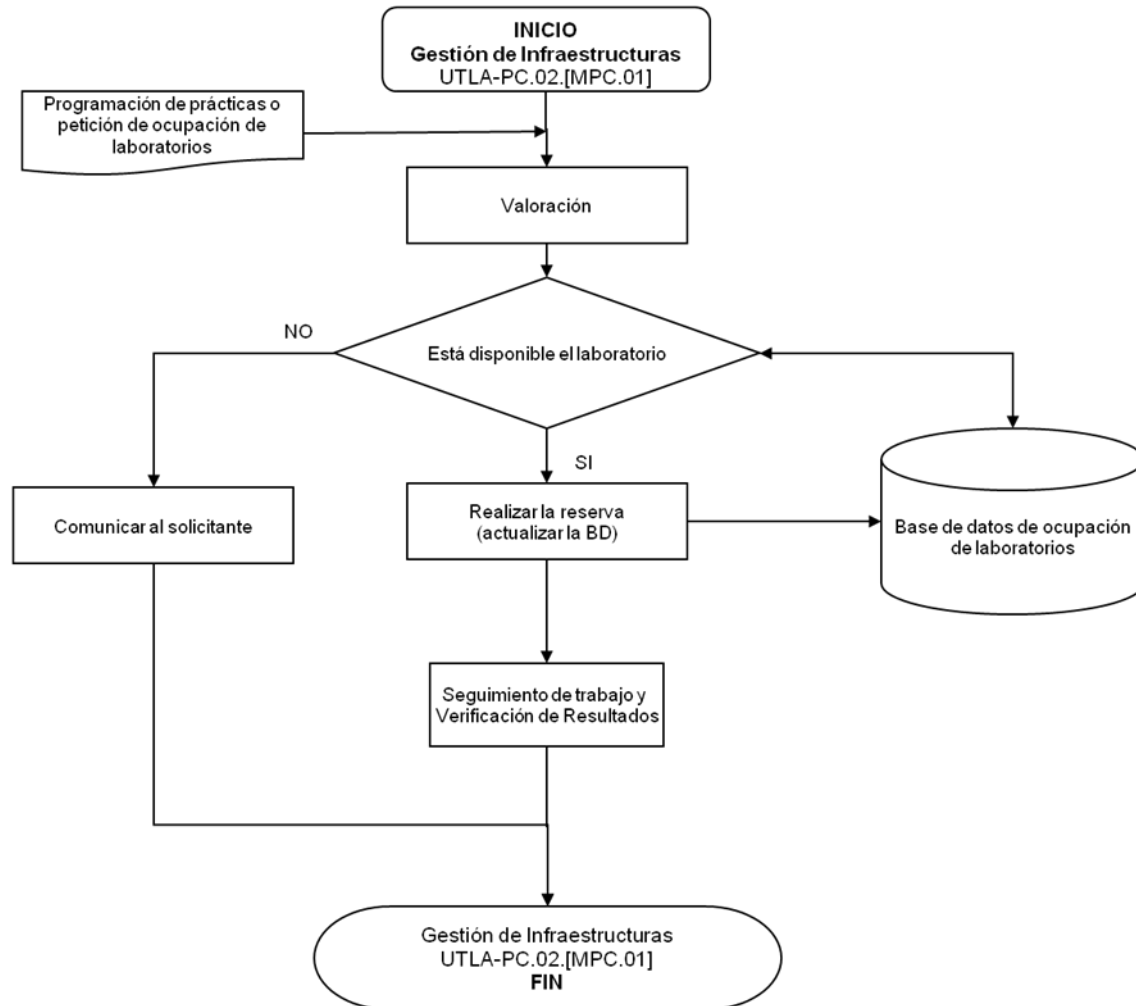 INICIO
Gestión de Infraestructuras
UTLA-PC.02.[MPC.01]
Programación de prácticas o
petición de ocupación de
laboratorios
Valoración
NO
Está disponible el laboratorio
SI
Comunicar al solicitante
Realizar la reserva
(actualizar la BD)
Base de datos de ocupación
de laboratorios
Seguimiento de trabajo y
Verificación de Resultados
Gestión de Infraestructuras
UTLA-PC.02.[MPC.01]
FIN